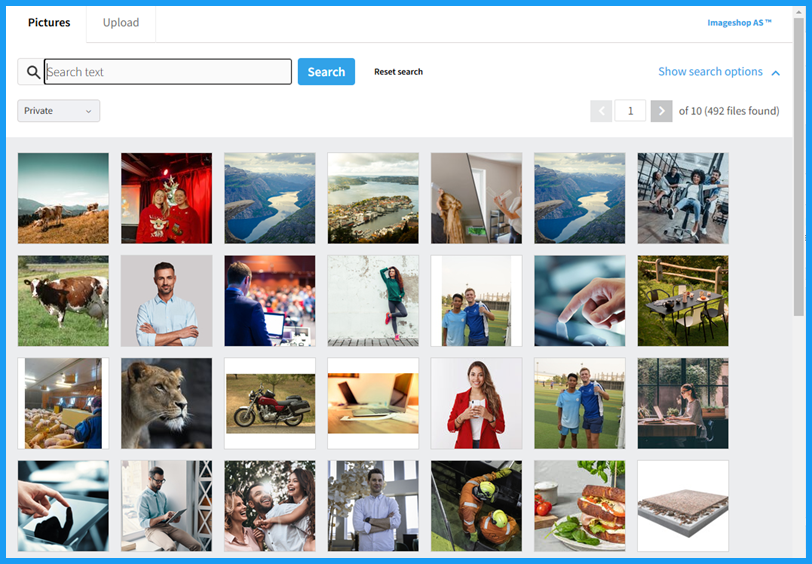 Pictures
Upload
Imageshop AS ™
Search text
Search
Reset search
Show search options
Private
1
of 10 (492 files found)